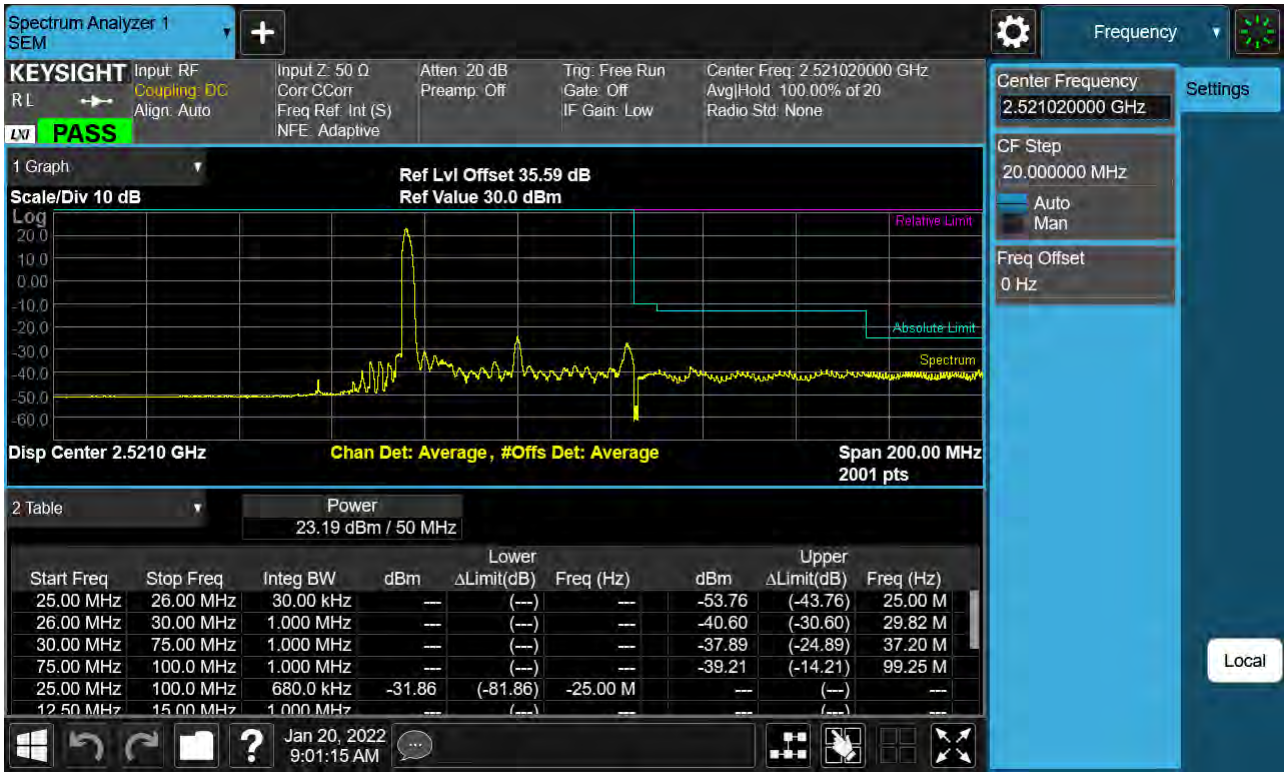 Spectrum Analyzer 1
SEM
Frequency
KEYSIGHT
RL
LXI
PASS
Input: RF
Coupling: DC
Align: Auto
Input Z: 50 Ω
Corr CCorr
Freq Ref: Int (S)
NFE: Adaptive
Atten: 20 dB
Preamp: Off
Trig: Free Run
Gate: Off
IF Gain: Low
Center Freq: 2.521020000 GHz
Avg|Hold: 100.00% of 20
Radio Std: None
Center Frequency
2.521020000 GHz
Settings
CF Step
20.000000 MHz
Auto
Man
Freq Offset
0 Hz
1 Graph
Scale/Div 10 dB
Ref Lvl Offset 35.59 dB
Ref Value 30.0 dBm
Log
20.0
10.0
0.00
-10.0
-20.0
-30.0
-40.0
-50.0
-60.0
Relative Limit
Absolute Limit
Spectrum
Disp Center 2.5210 GHz
Chan Det: Average, #Offs Det: Average
Span 200.00 MHz
2001 pts
2 Table
Power
23.19 dBm / 50 MHz
Lower Upper
Start Freq Stop Freq Integ BW dBm ΔLimit(dB) Freq (Hz) dBm ΔLimit(dB) Freq (Hz)
25.00 MHz 26.00 MHz 30.00 kHz --- (---) --- -53.76 (-43.76) 25.00 M
26.00 MHz 30.00 MHz 1.000 MHz --- (---) --- -40.60 (-30.60) 29.82 M
30.00 MHz 75.00 MHz 1.000 MHz --- (---) --- -37.89 (-24.89) 37.20 M
75.00 MHz 100.0 MHz 1.000 MHz --- (---) --- -39.21 (-14.21) 99.25 M
25.00 MHz 100.0 MHz 680.0 kHz -31.86 (-81.86) -25.00 M --- (---) ---
12.50 MHz 15.00 MHz 1.000 MHz --- (---) --- --- (---) ---
Local
Jan 20, 2022
9:01:15 AM